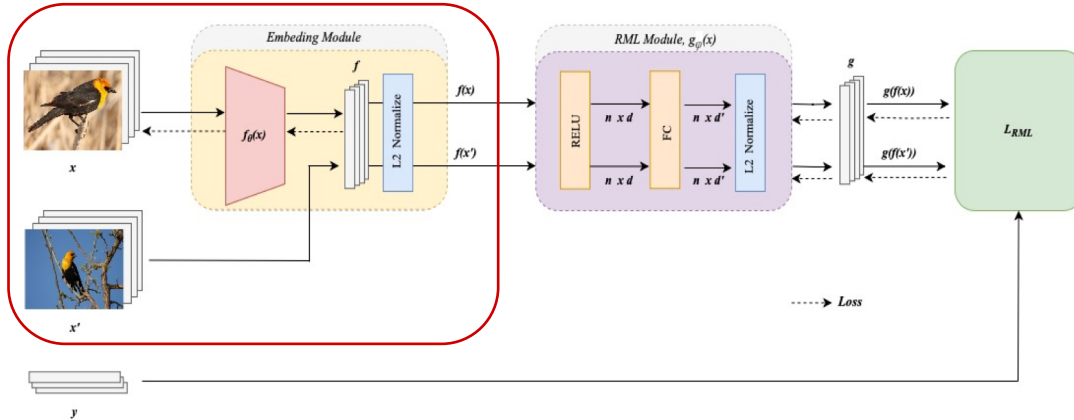 Embeding Module
RML Module, gφ(x)
x
fθ(x)
f
L2 Normalize
f(x)
f(x')
RELU
n x d
n x d
FC
n x d'
n x d'
L2 Normalize
g
g(f(x))
g(f(x'))
LRML
x'
Loss
y